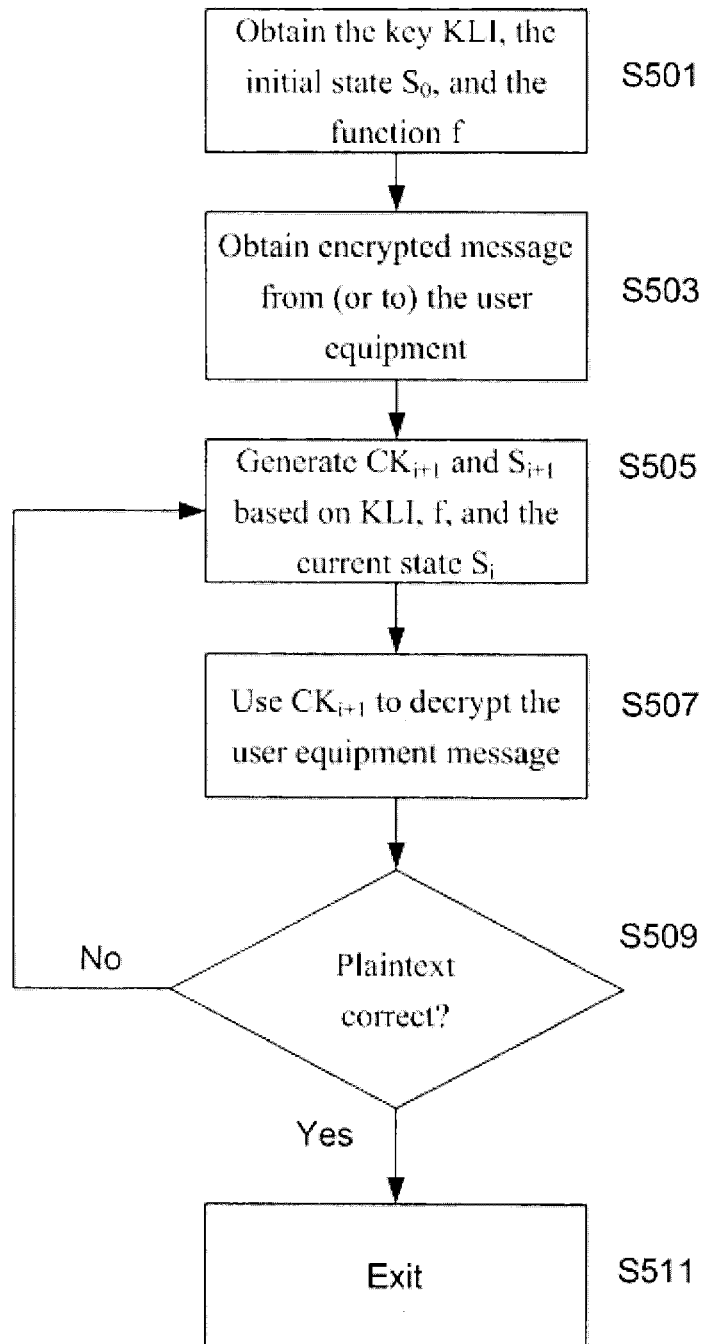 Obtain the key KLI, the
initial state S₀, and the
function f
S501
Obtain encrypted message
from (or to) the user
equipment
S503
Generate CKᵢ₊₁ and Sᵢ₊₁
based on KLI, f, and the
current state Sᵢ
S505
Use CKᵢ₊₁ to decrypt the
user equipment message
S507
Plaintext
correct?
S509
No
Yes
Exit
S511